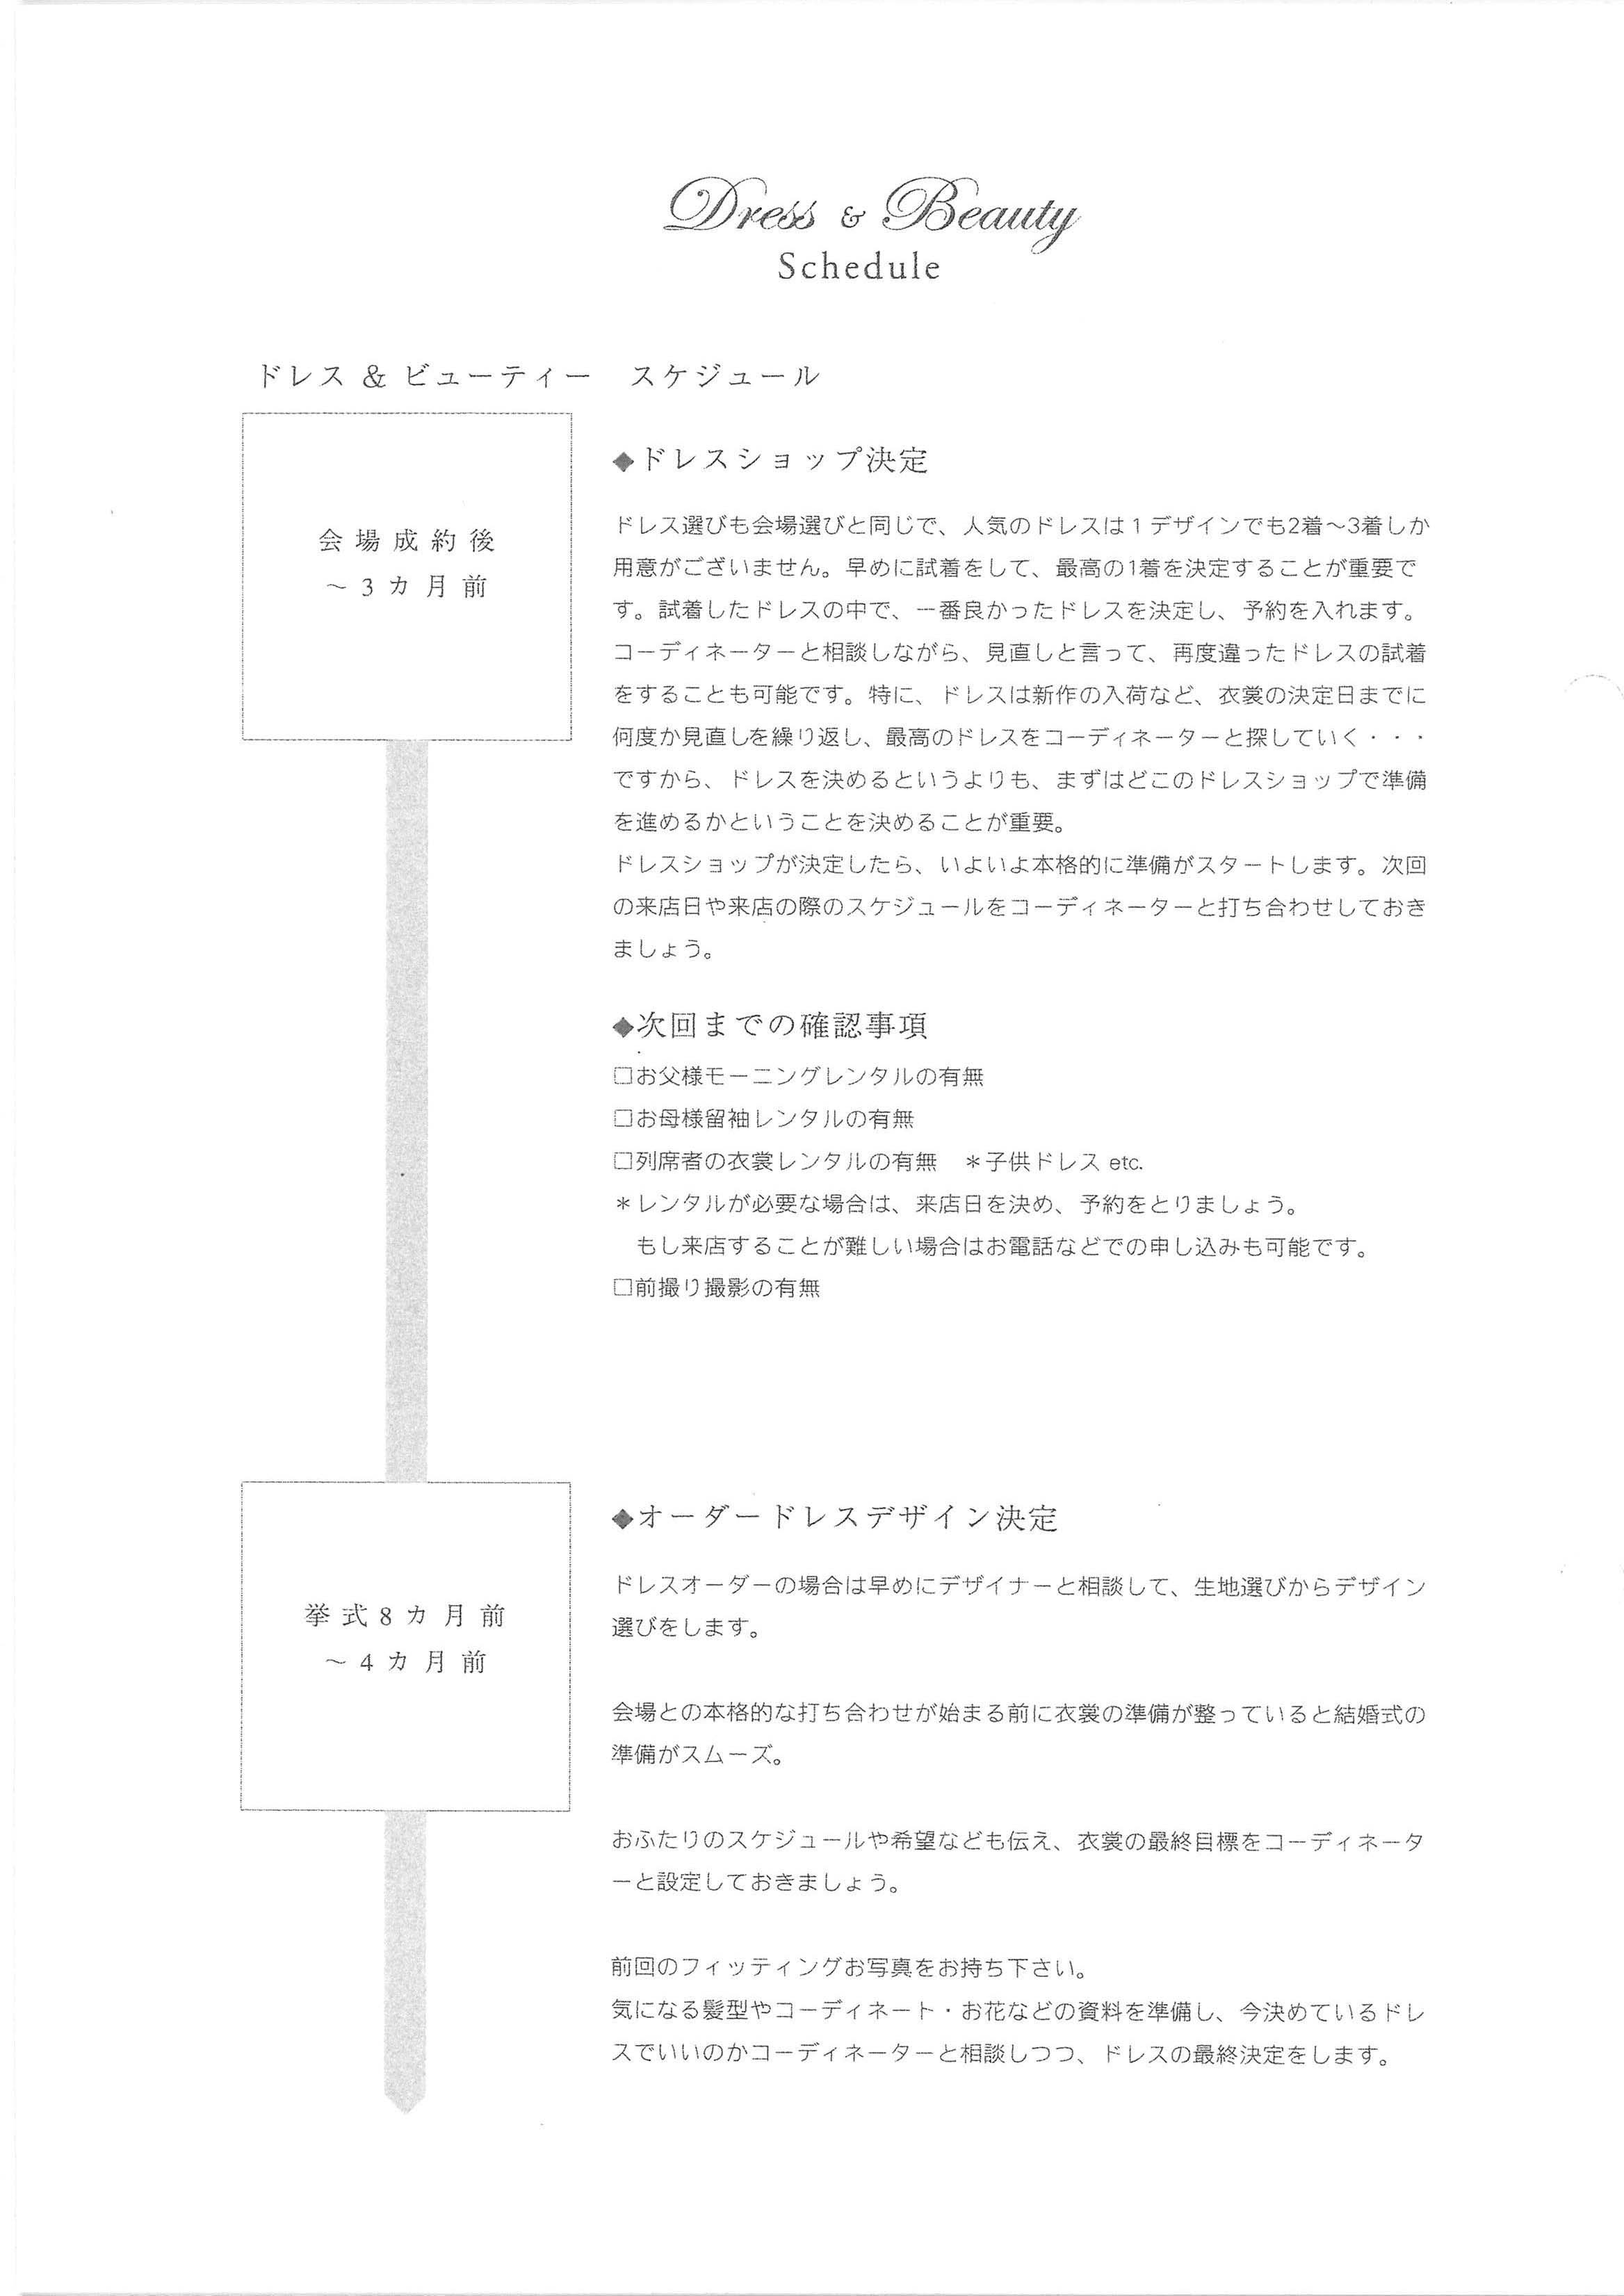 Dress & Beauty
Schedule
ドレス & ビューティー　スケジュール
会場成約後
～3カ月前
◆ドレスショップ決定
ドレス選びも会場選びと同じで、人気のドレスは1デザインでも2着～3着しか
用意がございません。早めに試着をして、最高の1着を決定することが重要で
す。試着したドレスの中で、一番良かったドレスを決定し、予約を入れます。
コーディネーターと相談しながら、見直しと言って、再度違ったドレスの試着
をすることも可能です。特に、ドレスは新作の入荷など、衣裳の決定日までに
何度か見直しを繰り返し、最高のドレスをコーディネーターと探していく・・・
ですから、ドレスを決めるというよりも、まずはどこのドレスショップで準備
を進めるかということを決めることが重要。
ドレスショップが決定したら、いよいよ本格的に準備がスタートします。次回
の来店日や来店の際のスケジュールをコーディネーターと打ち合わせしておき
ましょう。
◆次回までの確認事項
□お父様モーニングレンタルの有無
□お母様留袖レンタルの有無
□列席者の衣裳レンタルの有無　＊子供ドレス etc.
＊レンタルが必要な場合は、来店日を決め、予約をとりましょう。
もし来店することが難しい場合はお電話などでの申し込みも可能です。
□前撮り撮影の有無
挙式8カ月前
～4カ月前
◆オーダードレスデザイン決定
ドレスオーダーの場合は早めにデザイナーと相談して、生地選びからデザイン
選びをします。
会場との本格的な打ち合わせが始まる前に衣裳の準備が整っていると結婚式の
準備がスムーズ。
おふたりのスケジュールや希望なども伝え、衣裳の最終目標をコーディネータ
ーと設定しておきましょう。
前回のフィッティングお写真をお持ち下さい。
気になる髪型やコーディネート・お花などの資料を準備し、今決めているドレ
スでいいのかコーディネーターと相談しつつ、ドレスの最終決定をします。